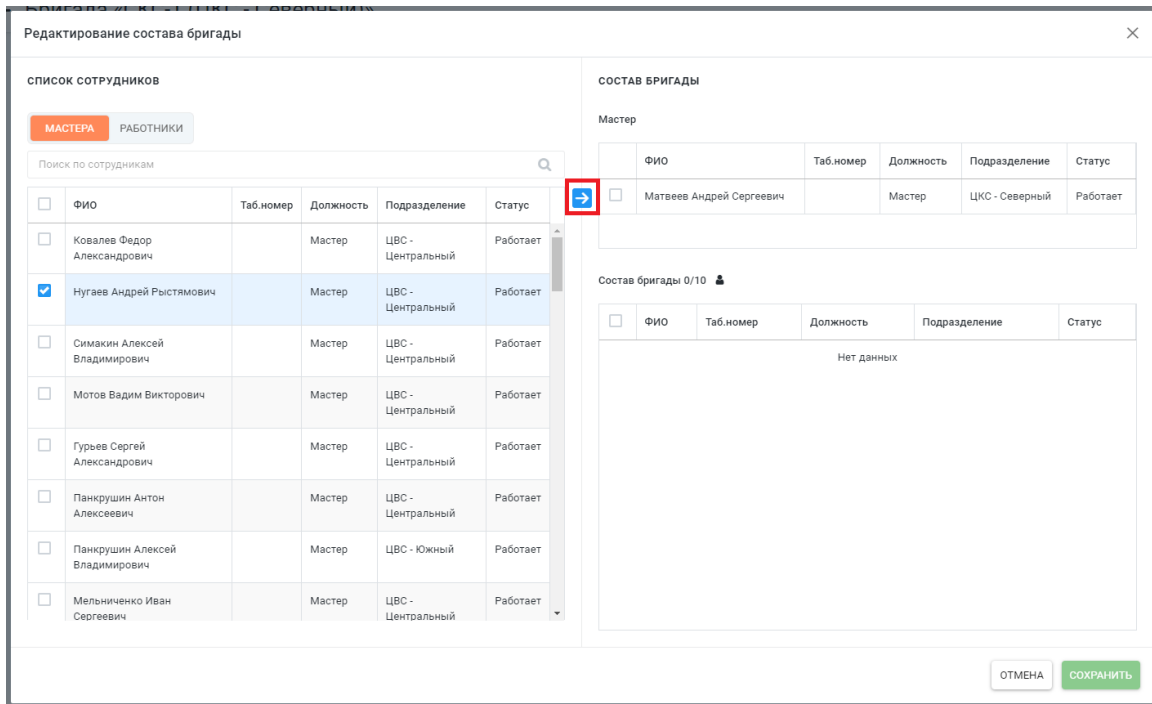 Редактирование состава бригады
СПИСОК СОТРУДНИКОВ
МАСТЕРА РАБОТНИКИ
Поиск по сотрудникам
ФИО Таб.номер Должность Подразделение Статус
Ковалев Федор Мастер ЦВС - Работает
Александрович Центральный
Нугаев Андрей Рыстямович Мастер ЦВС - Работает
Центральный
Симакин Алексей Мастер ЦВС - Работает
Владимирович Центральный
Мотов Вадим Викторович Мастер ЦВС - Работает
Центральный
Гурьев Сергей Мастер ЦВС - Работает
Александрович Центральный
Панкрушин Антон Мастер ЦВС - Работает
Алексеевич Центральный
Панкрушин Алексей Мастер ЦВС - Южный Работает
Владимирович
Мельниченко Иван Мастер ЦВС - Работает
Сергеевич Центральный
СОСТАВ БРИГАДЫ
Мастер
ФИО Таб.номер Должность Подразделение Статус
Матвеев Андрей Сергеевич Мастер ЦКС - Северный Работает
Состав бригады 0/10
ФИО Таб.номер Должность Подразделение Статус
Нет данных
ОТМЕНА СОХРАНИТЬ